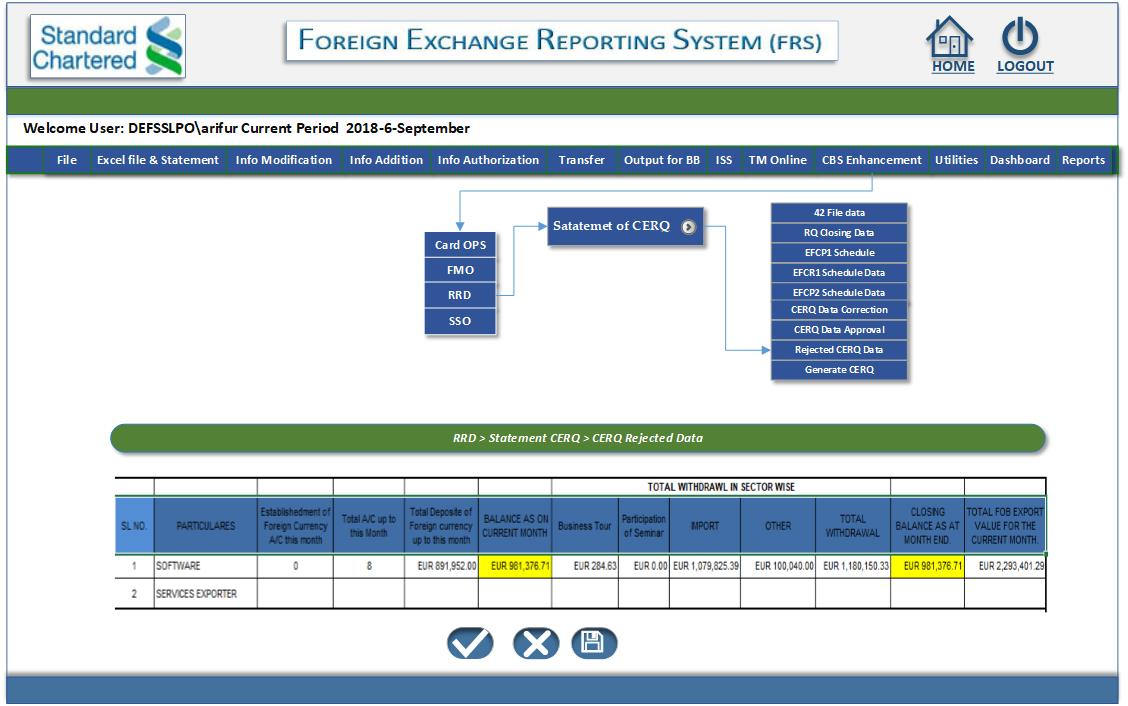 Standard
Chartered
FOREIGN EXCHANGE REPORTING SYSTEM (FRS)
HOME
LOGOUT
Welcome User: DEFSSLPO\arifur Current Period 2018-6-September
File Excel file & Statement Info Modification Info Addition Info Authorization Transfer Output for BB ISS TM Online CBS Enhancement Utilities Dashboard Reports
Card OPS
FMO
RRD
SSO
Satatemet of CERQ
42 File data
RQ Closing Data
EFCP1 Schedule
EFCR1 Schedule Data
EFCP2 Schedule Data
CERQ Data Correction
CERQ Data Approval
Rejected CERQ Data
Generate CERQ
RRD > Statement CERQ > CERQ Rejected Data
TOTAL WITHDRAWL IN SECTOR WISE
SL NO.
PARTICULARES
Establishedment of
Foreign Currency
A/C this month
Total A/C up to
this Month
Total Deposite of
Foreign currency
up to this month
BALANCE AS ON
CURRENT MONTH
Business Tour
Participation
of Seminar
IMPORT
OTHER
TOTAL
WITHDRAWAL
CLOSING
BALANCE AS AT
MONTH END.
TOTAL FOB EXPORT
VALUE FOR THE
CURRENT MONTH.
1 SOFTWARE 0 8 EUR 891,952.00 EUR 981,376.71 EUR 284.63 EUR 0.00 EUR 1,079,825.39 EUR 100,040.00 EUR 1,180,150.33 EUR 981,376.71 EUR 2,293,401.29
2 SERVICES EXPORTER